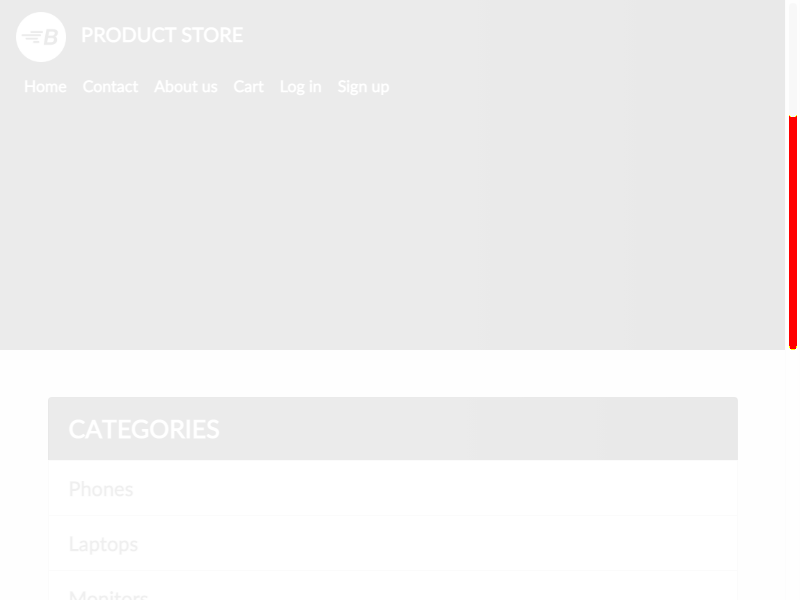 B PRODUCT STORE
Home Contact About us Cart Log in Sign up
CATEGORIES
Phones
Laptops
Monitors